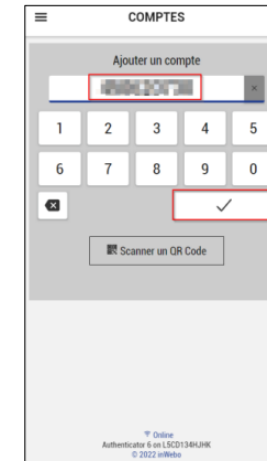 COMPTES
Ajouter un compte
×
1 2 3 4 5
6 7 8 9 0
Scanner un QR Code
Online
Authenticator 6 on L5CD134HJHK
© 2022 inWebo